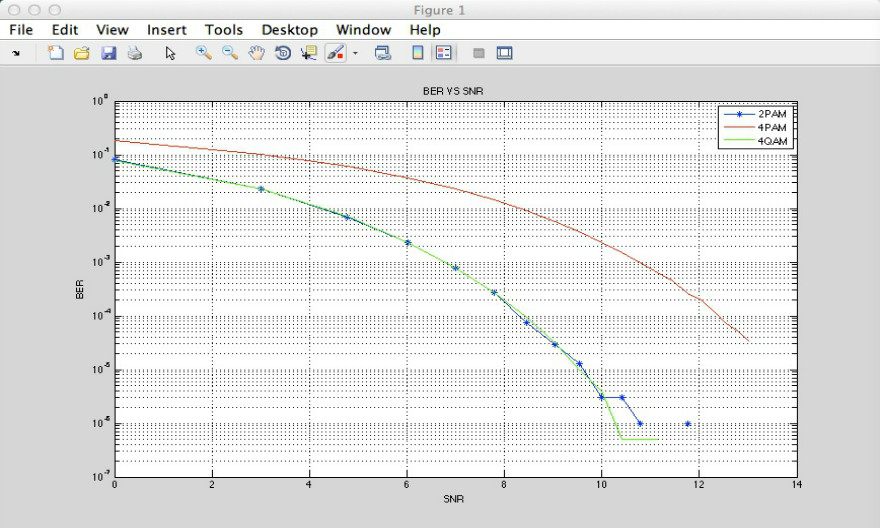 Figure 1
File Edit View Insert Tools Desktop Window Help
BER VS SNR
10^0
10^-1
10^-2
10^-3
10^-4
10^-5
10^-6
10^-7
BER
2PAM
4PAM
4QAM
0 2 4 6 8 10 12 14
SNR